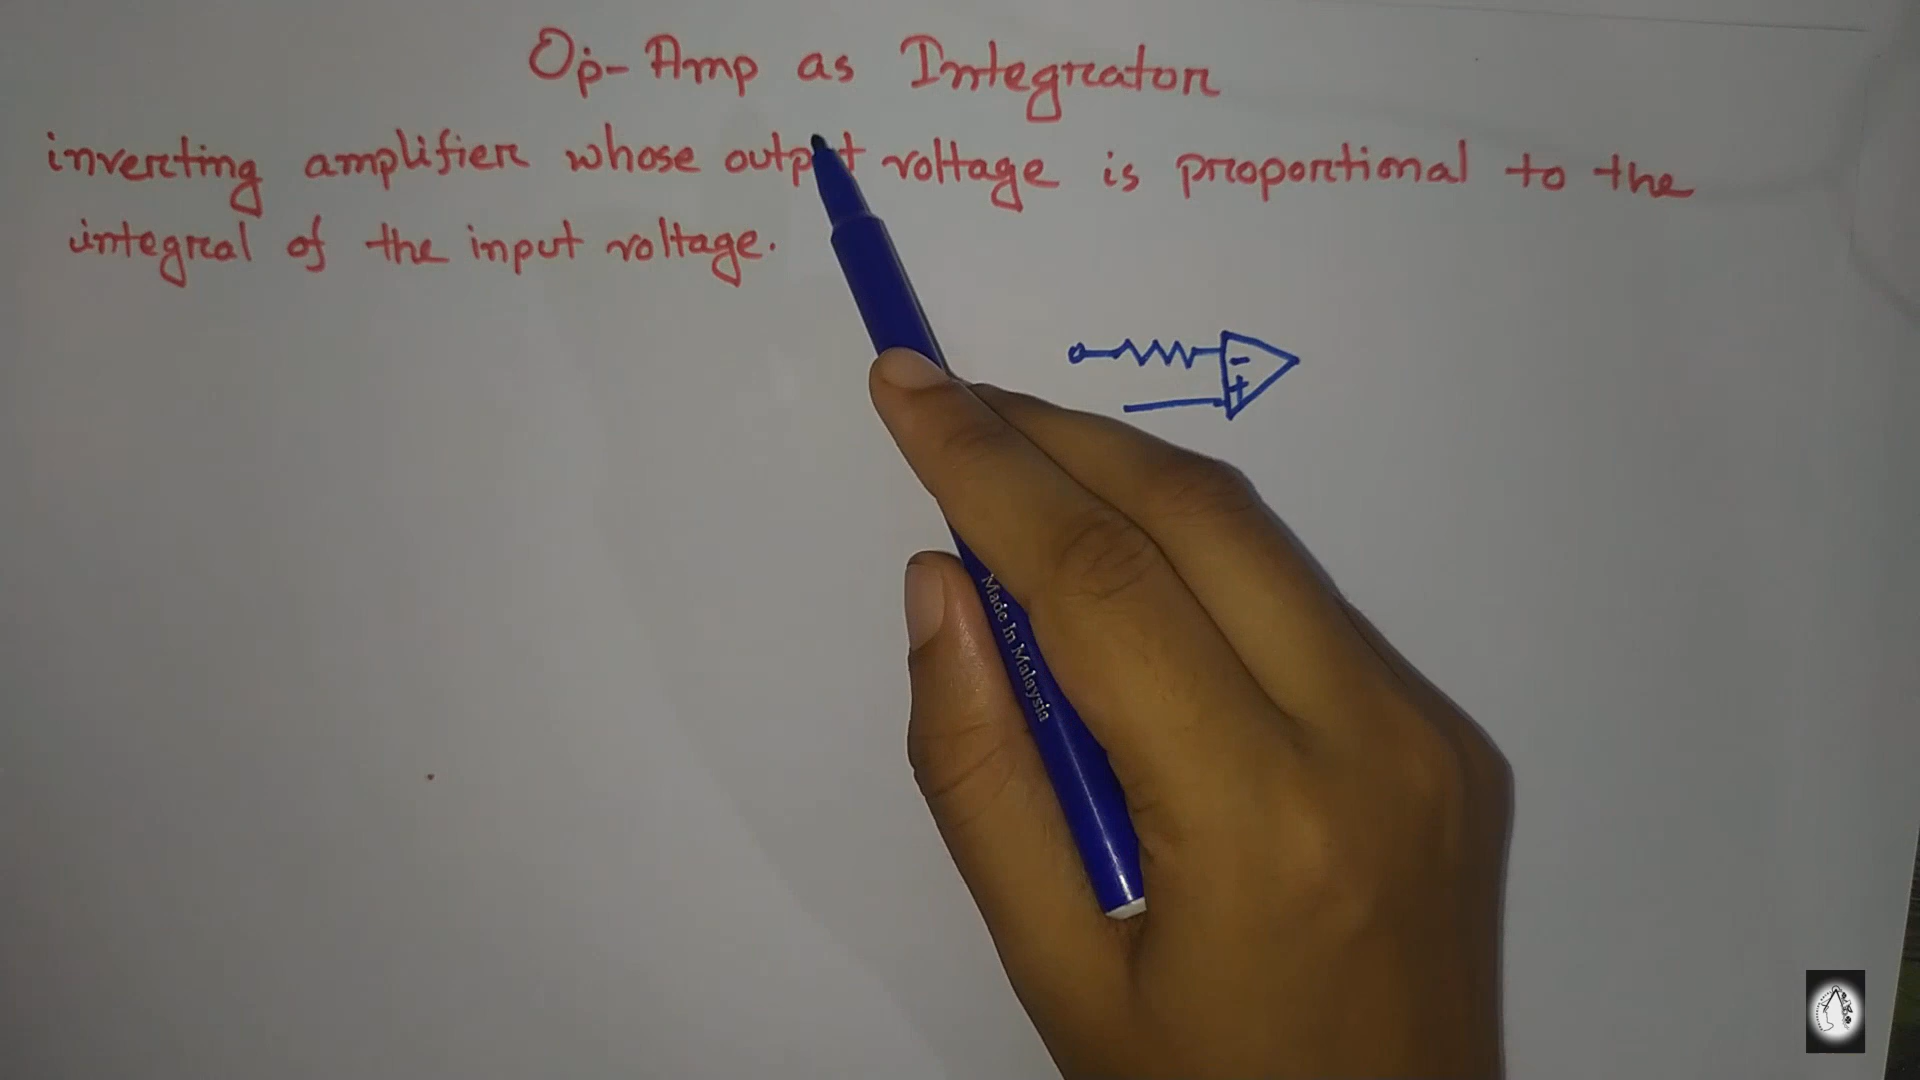 Op-Amp as Integrator
inverting amplifier whose output voltage is proportional to the
integral of the input voltage.
-
+
Made In Malaysia